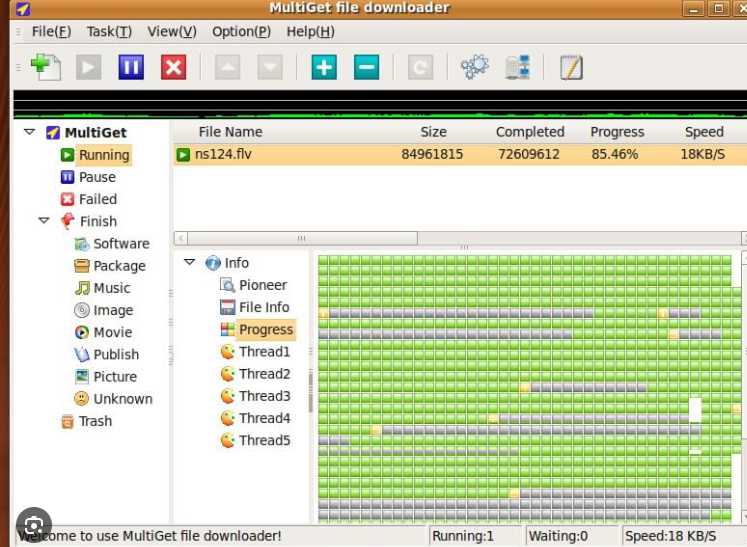 MultiGet file downloader
File(F) Task(T) View(V) Option(P) Help(H)
MultiGet
Running
Pause
Failed
Finish
Software
Package
Music
Image
Movie
Publish
Picture
Unknown
Trash
File Name Size Completed Progress Speed
ns124.flv 84961815 72609612 85.46% 18KB/S
Info
Pioneer
File Info
Progress
Thread1
Thread2
Thread3
Thread4
Thread5
Welcome to use MultiGet file downloader! Running:1 Waiting:0 Speed:18 KB/S